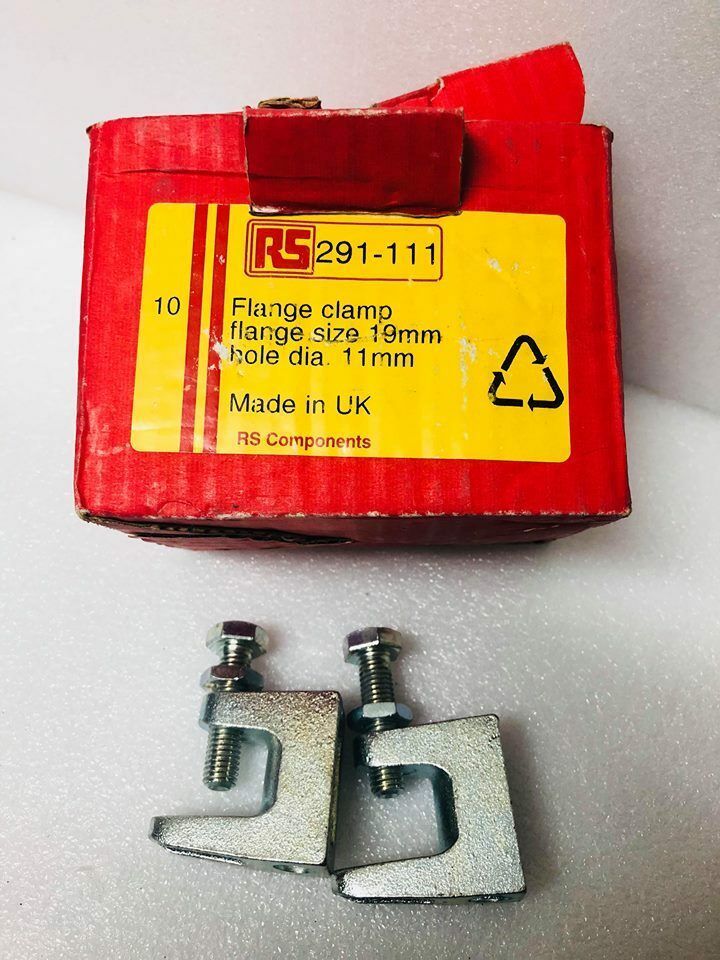 RS 291-111
10
Flange clamp
flange size 19mm
hole dia. 11mm
Made in UK
RS Components